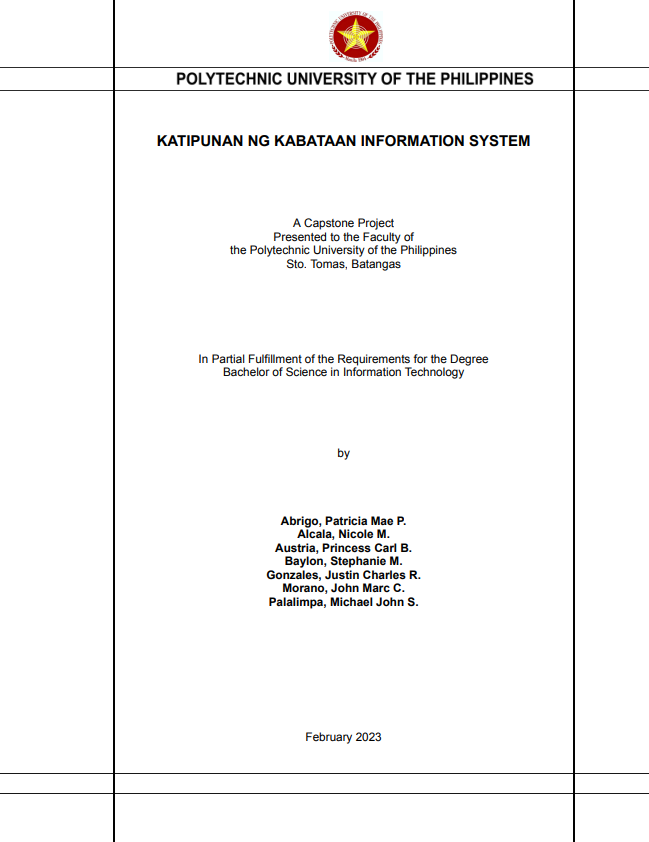 POLYTECHNIC UNIVERSITY OF THE PHILIPPINES
KATIPUNAN NG KABATAAN INFORMATION SYSTEM
A Capstone Project
Presented to the Faculty of
the Polytechnic University of the Philippines
Sto. Tomas, Batangas
In Partial Fulfillment of the Requirements for the Degree
Bachelor of Science in Information Technology
by
Abrigo, Patricia Mae P.
Alcala, Nicole M.
Austria, Princess Carl B.
Baylon, Stephanie M.
Gonzales, Justin Charles R.
Morano, John Marc C.
Palalimpa, Michael John S.
February 2023